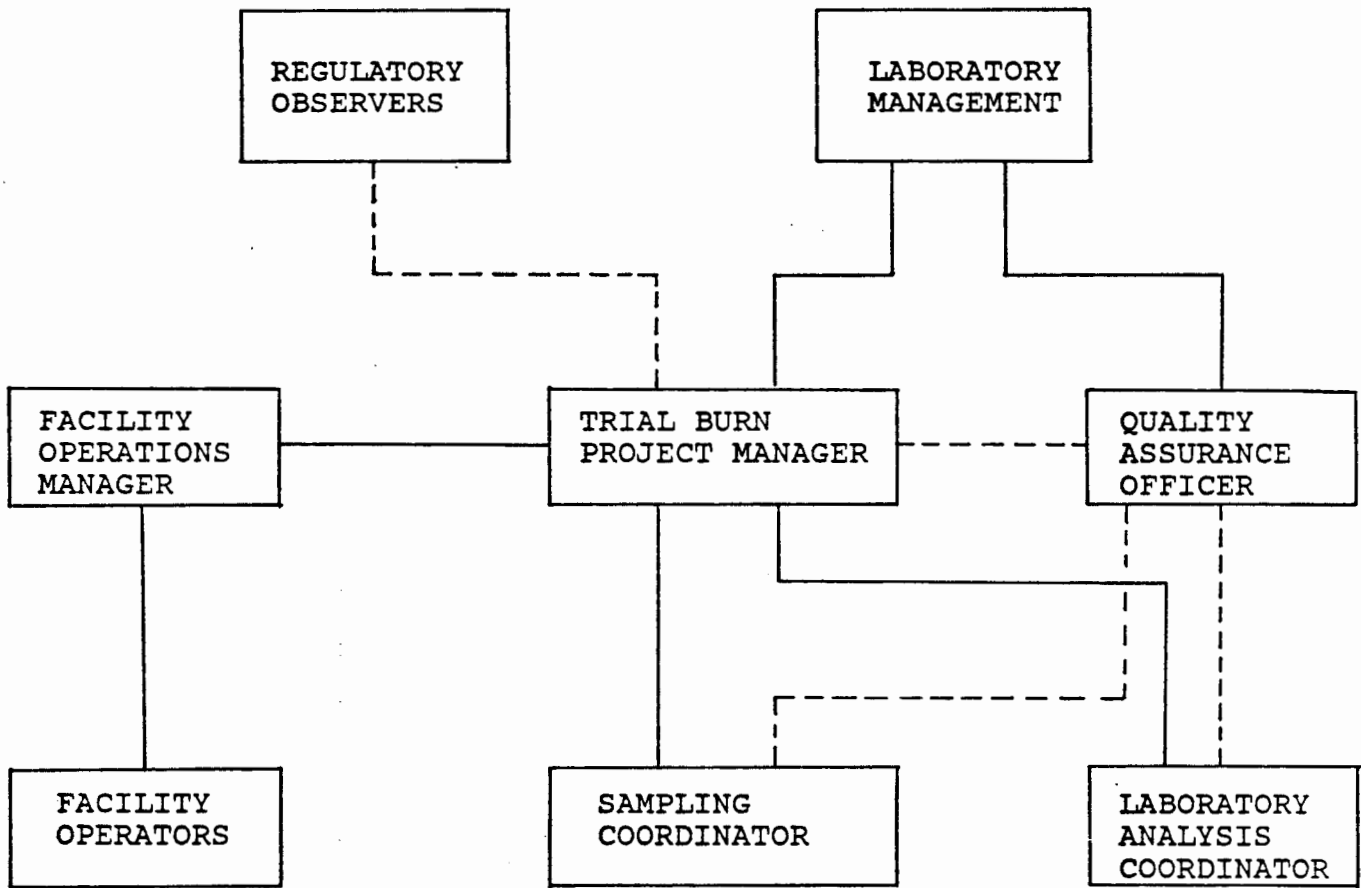 REGULATORY
OBSERVERS
LABORATORY
MANAGEMENT
FACILITY
OPERATIONS
MANAGER
TRIAL BURN
PROJECT MANAGER
QUALITY
ASSURANCE
OFFICER
FACILITY
OPERATORS
SAMPLING
COORDINATOR
LABORATORY
ANALYSIS
COORDINATOR